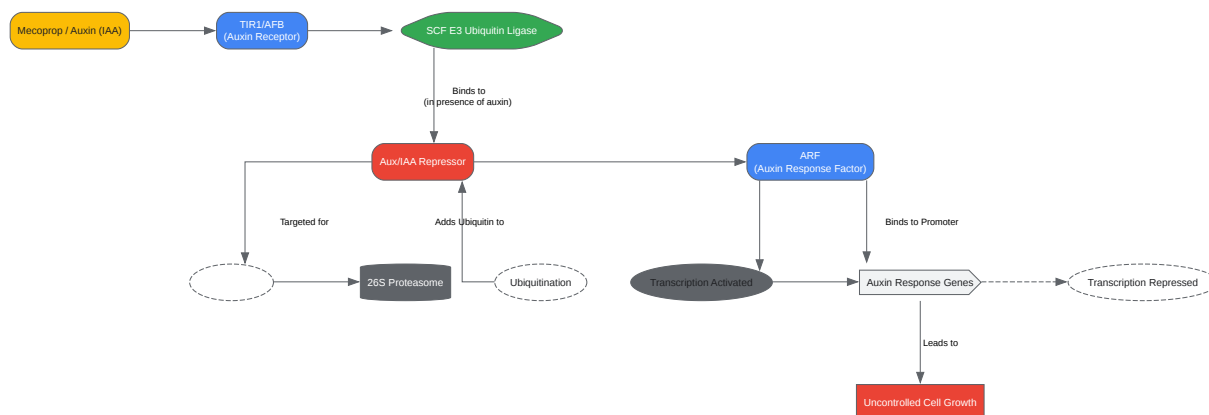 Mecoprop / Auxin (IAA)
TIR1/AFB
(Auxin Receptor)
SCF E3 Ubiquitin Ligase
Binds to
(in presence of auxin)
Aux/IAA Repressor
ARF
(Auxin Response Factor)
Targeted for
Adds Ubiquitin to
Binds to Promoter
26S Proteasome
Ubiquitination
Transcription Activated
Auxin Response Genes
Transcription Repressed
Leads to
Uncontrolled Cell Growth